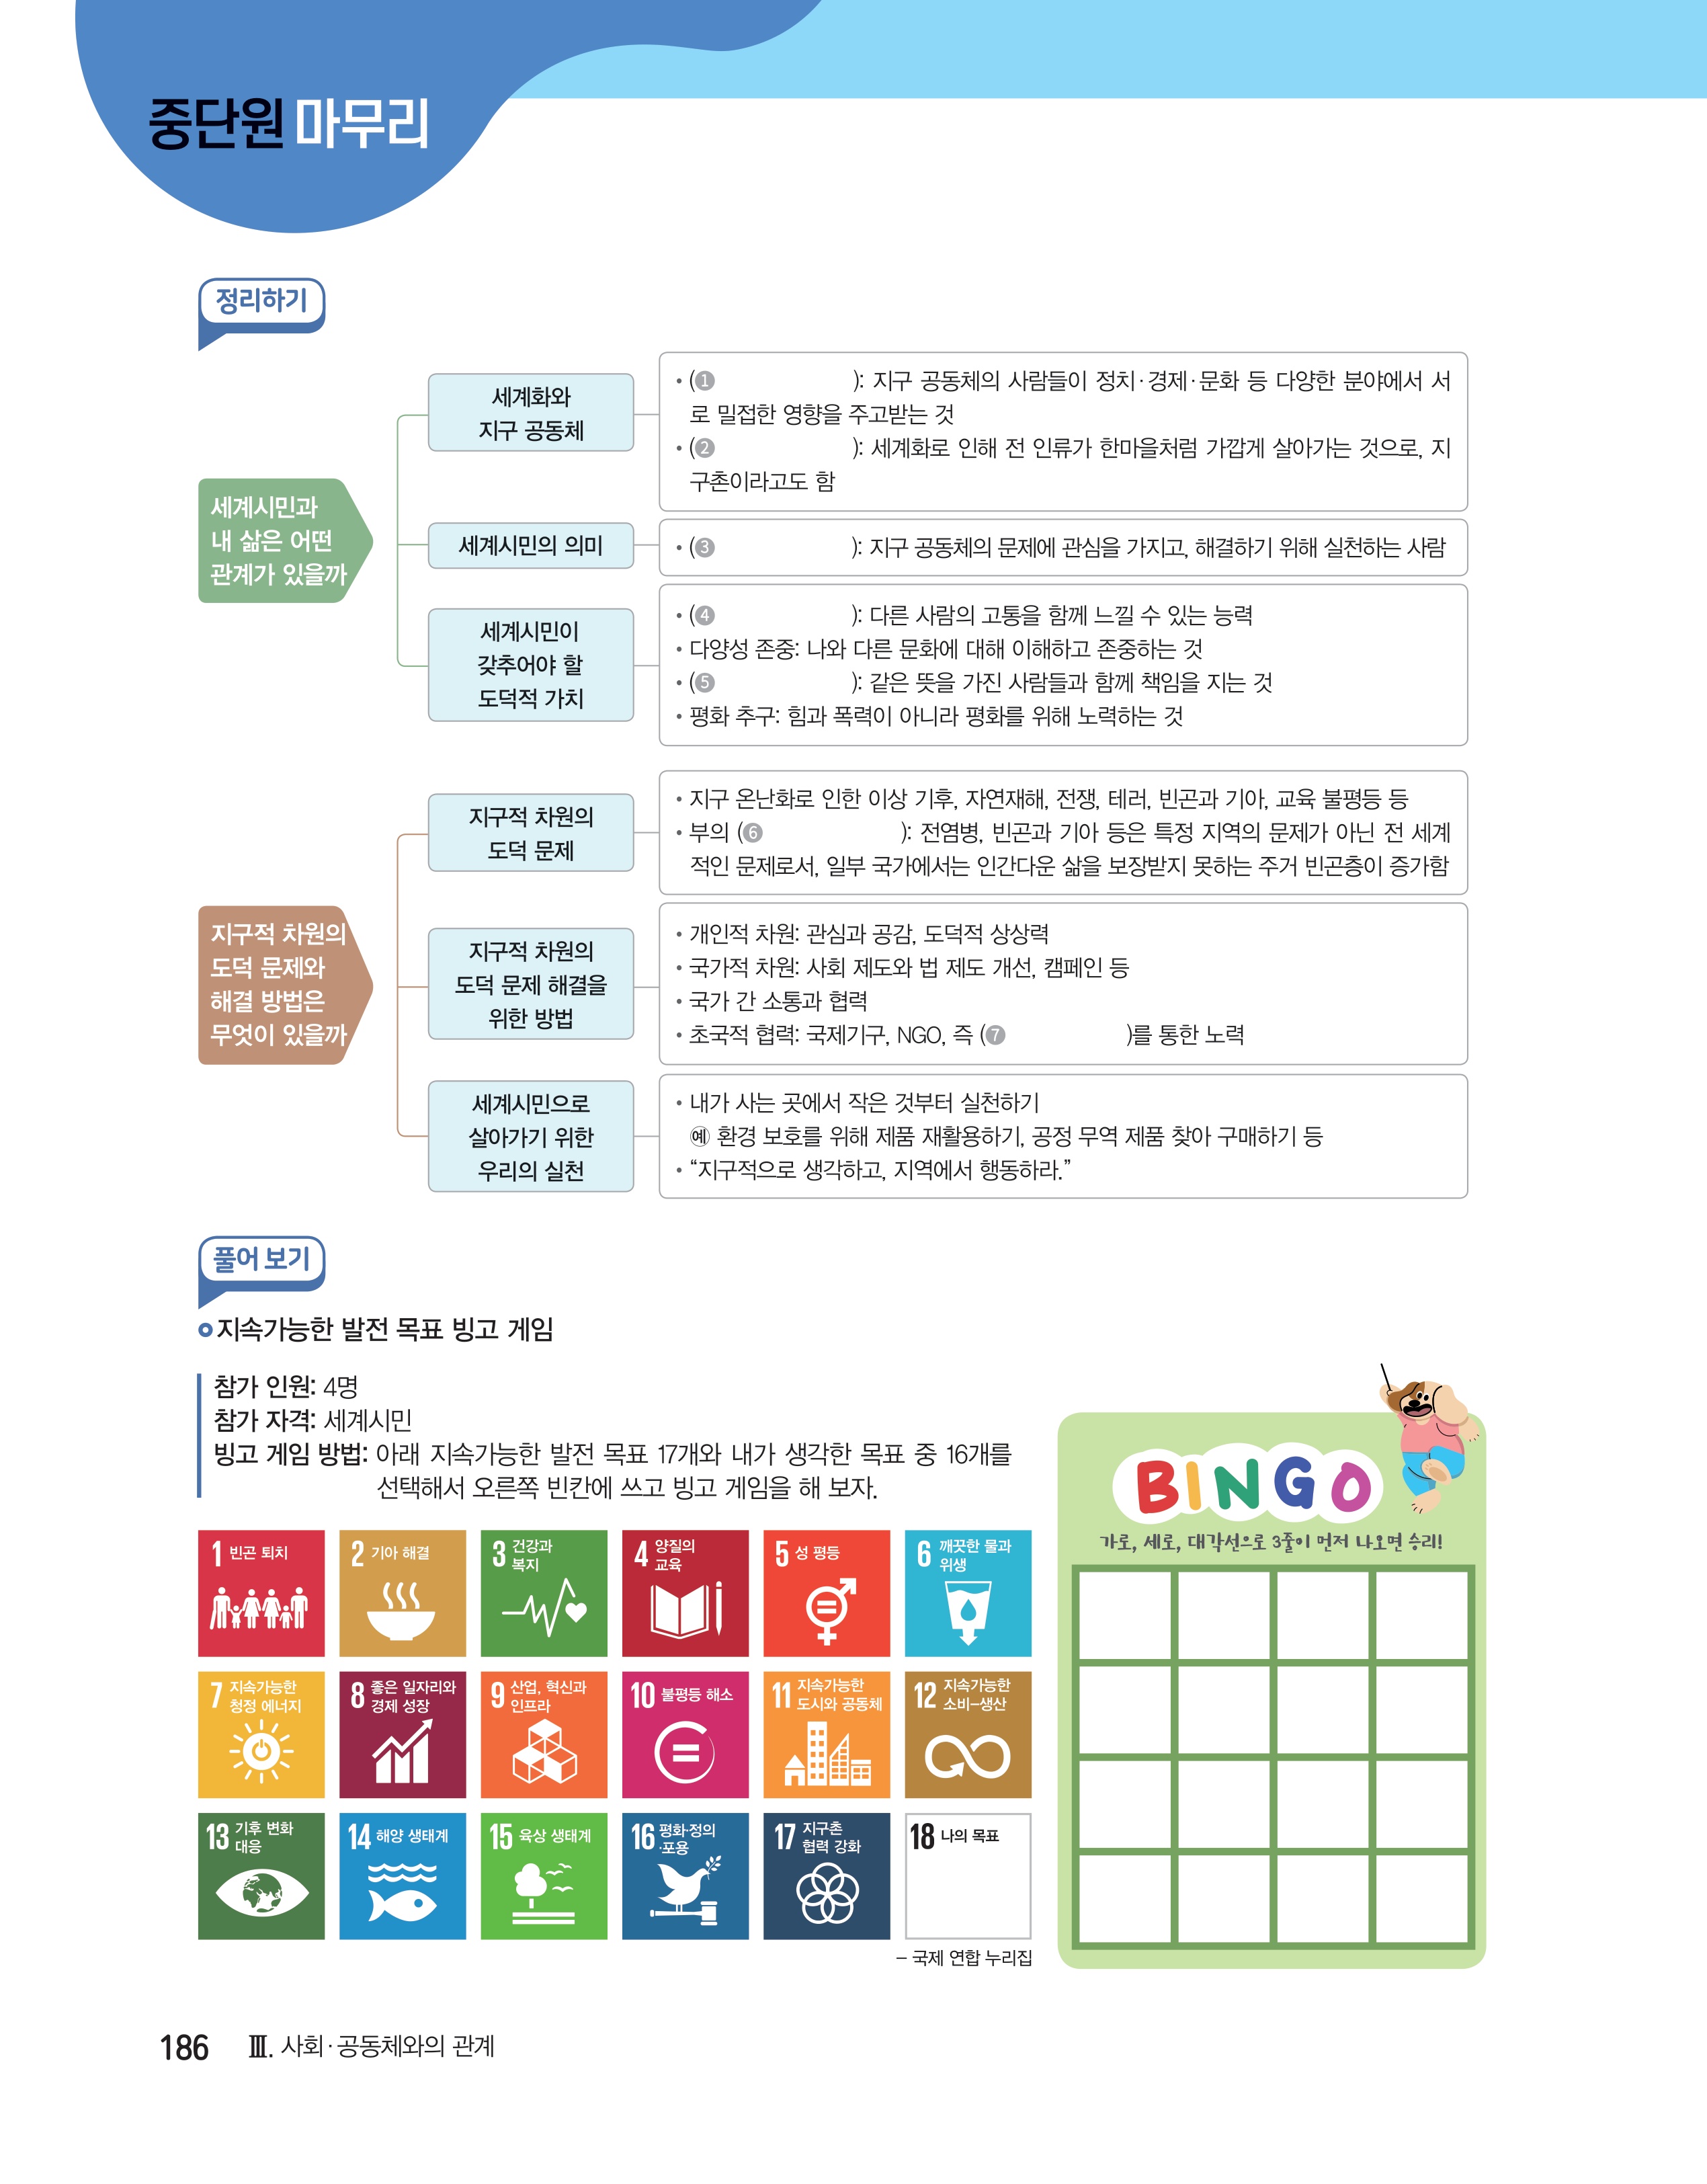 중단원 마무리
정리하기
세계시민과
내 삶은 어떤
관계가 있을까
세계화와
지구 공동체
• (1 ): 지구 공동체의 사람들이 정치·경제·문화 등 다양한 분야에서 서
로 밀접한 영향을 주고받는 것
• (2 ): 세계화로 인해 전 인류가 한마을처럼 가깝게 살아가는 것으로, 지
구촌이라고도 함
세계시민의 의미
• (3 ): 지구 공동체의 문제에 관심을 가지고, 해결하기 위해 실천하는 사람
세계시민이
갖추어야 할
도덕적 가치
• (4 ): 다른 사람의 고통을 함께 느낄 수 있는 능력
• 다양성 존중: 나와 다른 문화에 대해 이해하고 존중하는 것
• (5 ): 같은 뜻을 가진 사람들과 함께 책임을 지는 것
• 평화 추구: 힘과 폭력이 아니라 평화를 위해 노력하는 것
지구적 차원의
도덕 문제와
해결 방법은
무엇이 있을까
지구적 차원의
도덕 문제
• 지구 온난화로 인한 이상 기후, 자연재해, 전쟁, 테러, 빈곤과 기아, 교육 불평등 등
• 부의 (6 ): 전염병, 빈곤과 기아 등은 특정 지역의 문제가 아닌 전 세계
적인 문제로서, 일부 국가에서는 인간다운 삶을 보장받지 못하는 주거 빈곤층이 증가함
지구적 차원의
도덕 문제 해결을
위한 방법
• 개인적 차원: 관심과 공감, 도덕적 상상력
• 국가적 차원: 사회 제도와 법 제도 개선, 캠페인 등
• 국가 간 소통과 협력
• 초국적 협력: 국제기구, NGO, 즉 (7 )를 통한 노력
세계시민으로
살아가기 위한
우리의 실천
• 내가 사는 곳에서 작은 것부터 실천하기
예 환경 보호를 위해 제품 재활용하기, 공정 무역 제품 찾아 구매하기 등
• “지구적으로 생각하고, 지역에서 행동하라.”
풀어 보기
지속가능한 발전 목표 빙고 게임
참가 인원: 4명
참가 자격: 세계시민
빙고 게임 방법: 아래 지속가능한 발전 목표 17개와 내가 생각한 목표 중 16개를
선택해서 오른쪽 빈칸에 쓰고 빙고 게임을 해 보자.
1 빈곤 퇴치
2 기아 해결
3 건강과
복지
4 양질의
교육
5 성 평등
6 깨끗한 물과
위생
7 지속가능한
청정 에너지
8 좋은 일자리와
경제 성장
9 산업, 혁신과
인프라
10 불평등 해소
11 지속가능한
도시와 공동체
12 지속가능한
소비–생산
13 기후 변화
대응
14 해양 생태계
15 육상 생태계
16 평화·정의
·포용
17 지구촌
협력 강화
18 나의 목표
– 국제 연합 누리집
BINGO
가로, 세로, 대각선으로 3줄이 먼저 나오면 승리!
186 Ⅲ. 사회·공동체와의 관계